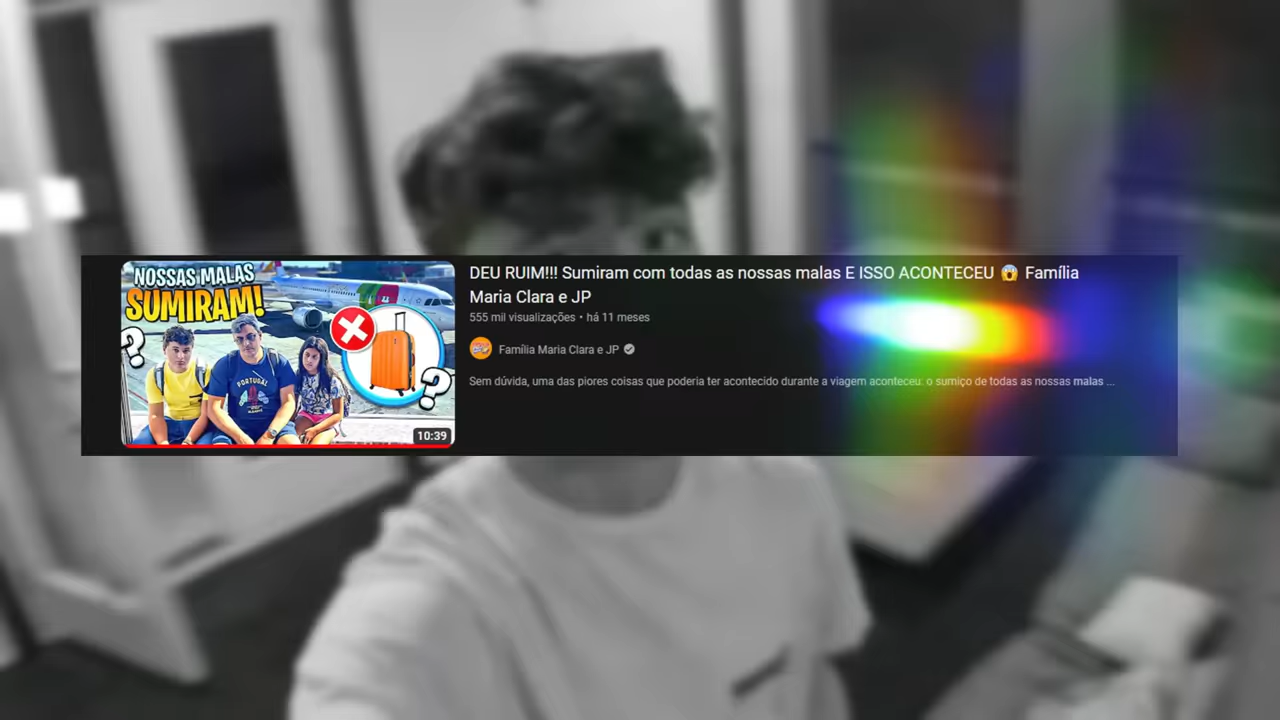 NOSSAS MALAS
SUMIRAM!
?
?
PORTUGAL
10:39
DEU RUIM!!! Sumiram com todas as nossas malas E ISSO ACONTECEU 😱 Família
Maria Clara e JP
555 mil visualizações • há 11 meses
Família Maria Clara e JP
Sem dúvida, uma das piores coisas que poderia ter acontecido durante a viagem aconteceu: o sumiço de todas as nossas malas ...